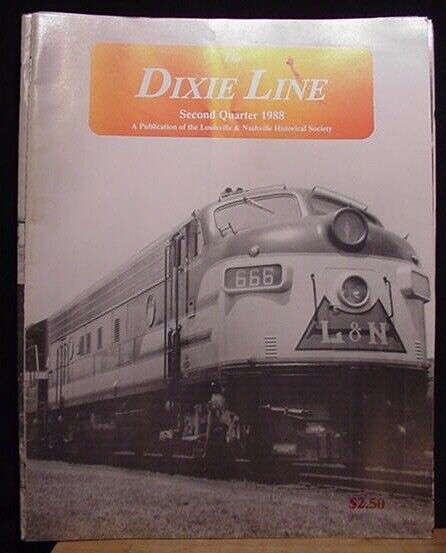 The
DIXIE LINE
Second Quarter 1988
A Publication of the Louisville & Nashville Historical Society
666
L & N
$2.50